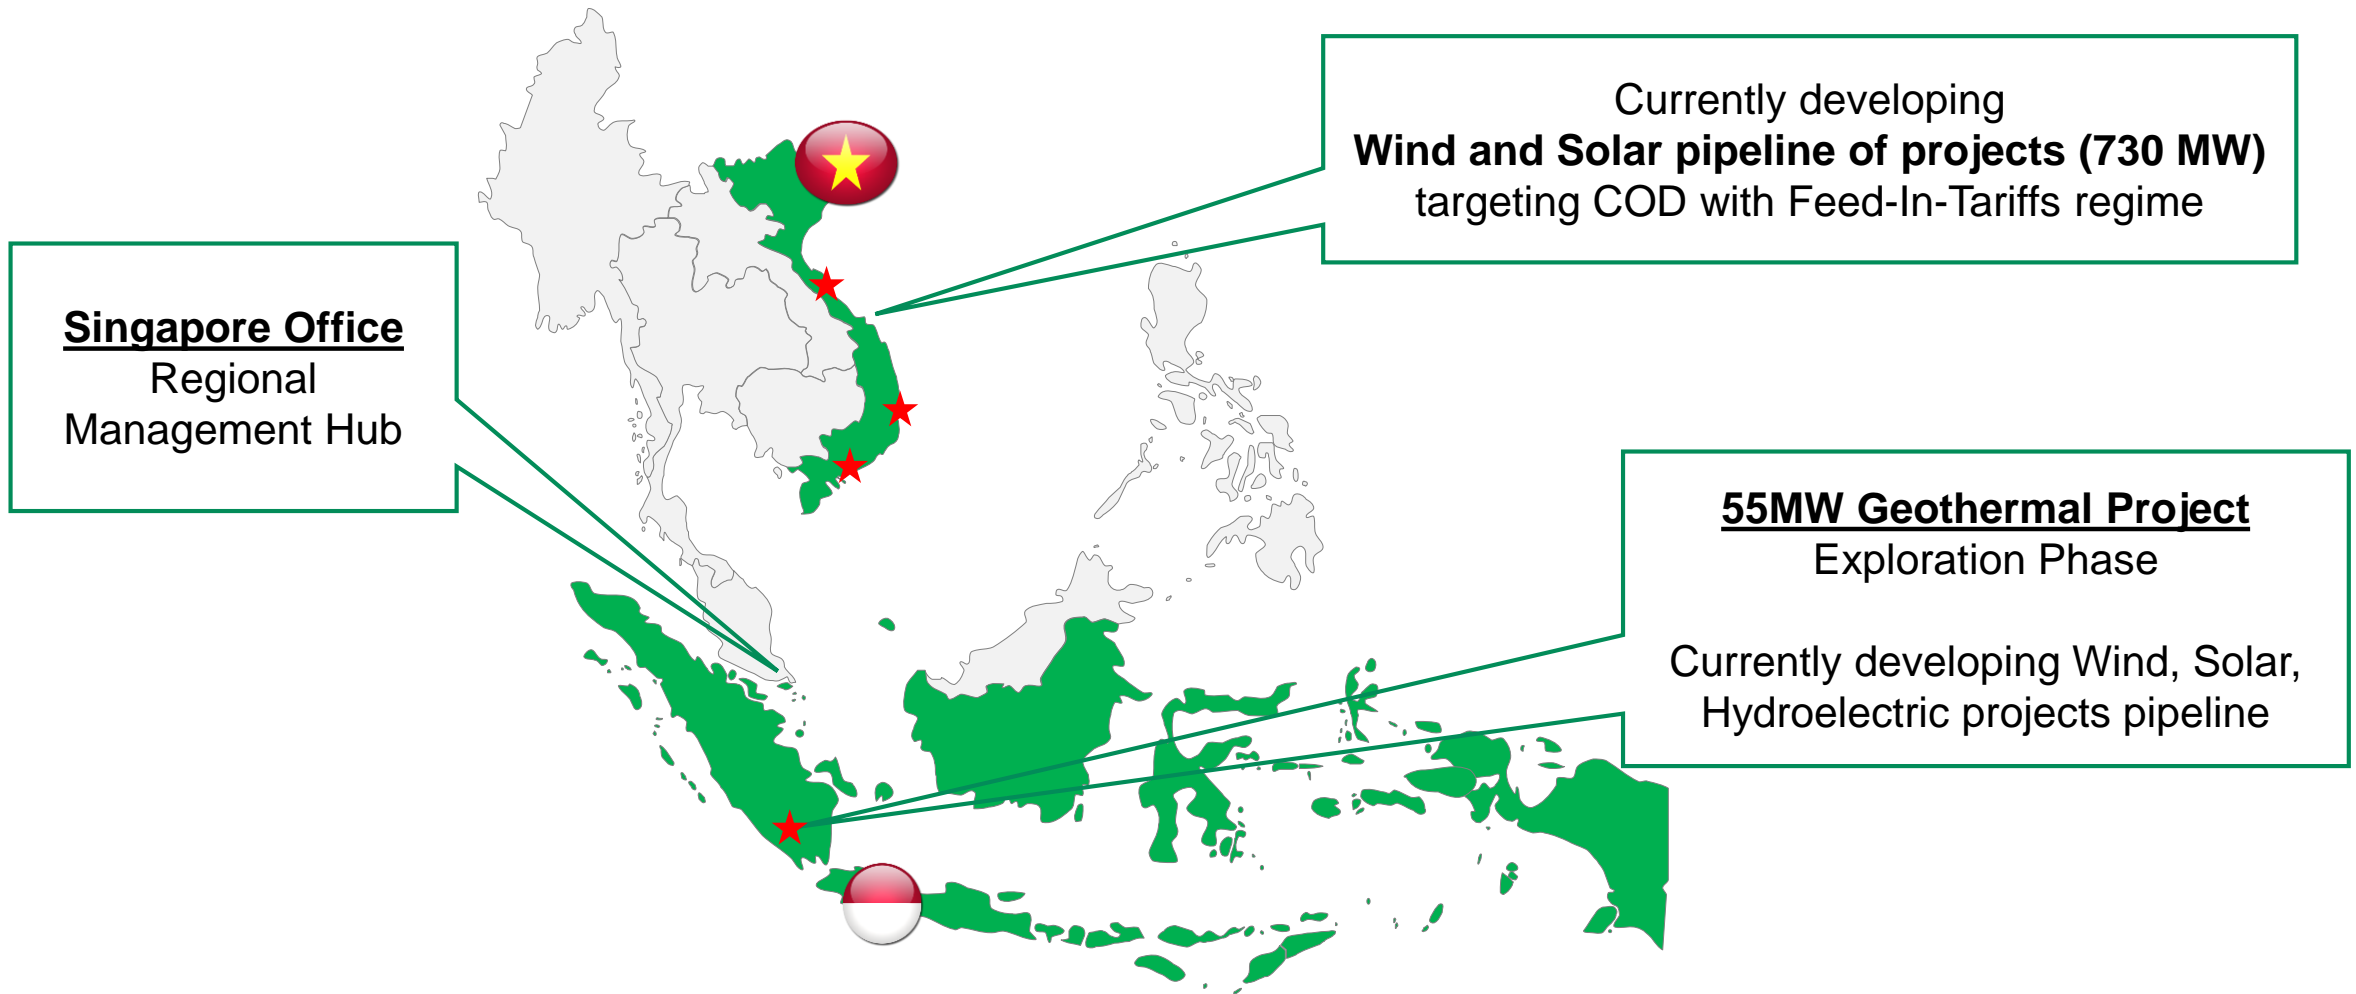 Currently developing
Wind and Solar pipeline of projects (730 MW)
targeting COD with Feed-In-Tariffs regime
Singapore Office
Regional
Management Hub
55MW Geothermal Project
Exploration Phase
Currently developing Wind, Solar,
Hydroelectric projects pipeline